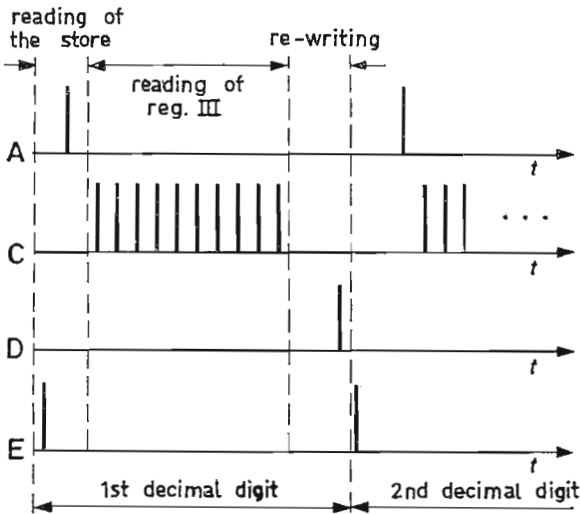 reading of
the store
re-writing
reading of
reg. III
A
t
C
. . .
t
D
t
E
t
1st decimal digit
2nd decimal digit